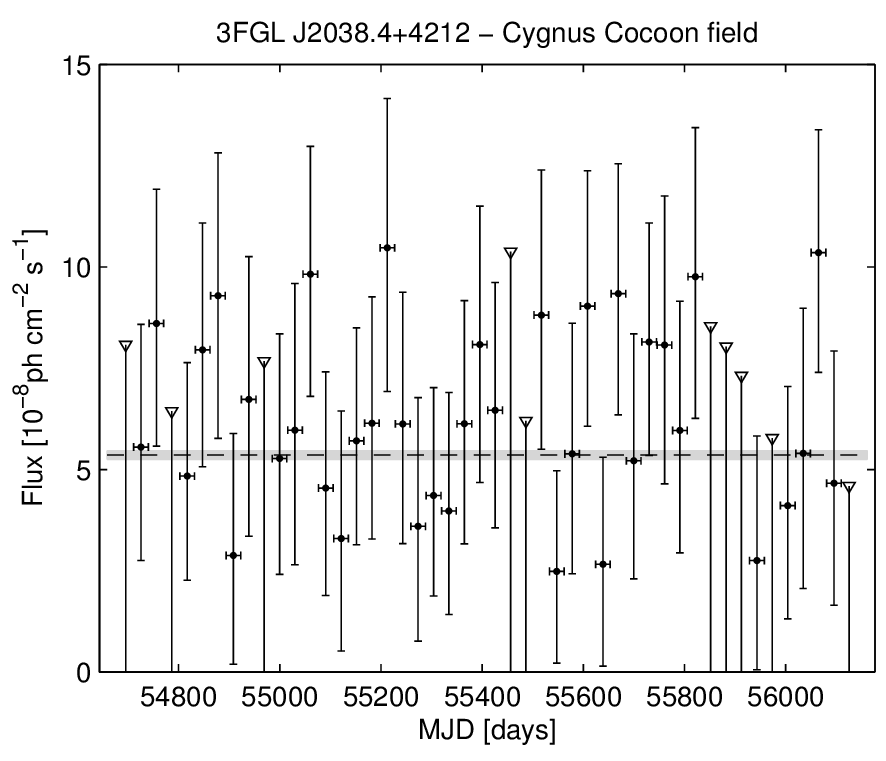 3FGL J2038.4+4212 − Cygnus Cocoon field
15
10
5
0
Flux [10⁻⁸ph cm⁻² s⁻¹]
54800 55000 55200 55400 55600 55800 56000
MJD [days]